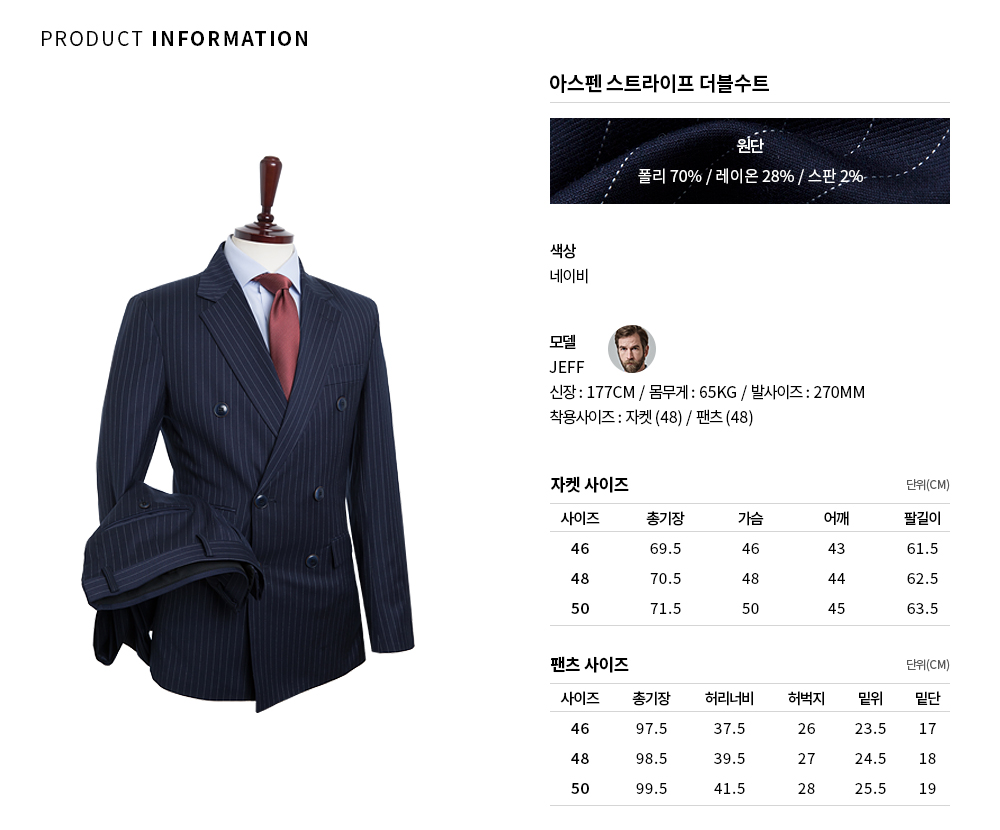 PRODUCT INFORMATION
아스펜 스트라이프 더블수트
원단
폴리 70% / 레이온 28% / 스판 2%
색상
네이비
모델
JEFF
신장 : 177CM / 몸무게 : 65KG / 발사이즈 : 270MM
착용사이즈 : 자켓 (48) / 팬츠 (48)
자켓 사이즈 단위(CM)
사이즈 총기장 가슴 어깨 팔길이
46 69.5 46 43 61.5
48 70.5 48 44 62.5
50 71.5 50 45 63.5
팬츠 사이즈 단위(CM)
사이즈 총기장 허리너비 허벅지 밑위 밑단
46 97.5 37.5 26 23.5 17
48 98.5 39.5 27 24.5 18
50 99.5 41.5 28 25.5 19